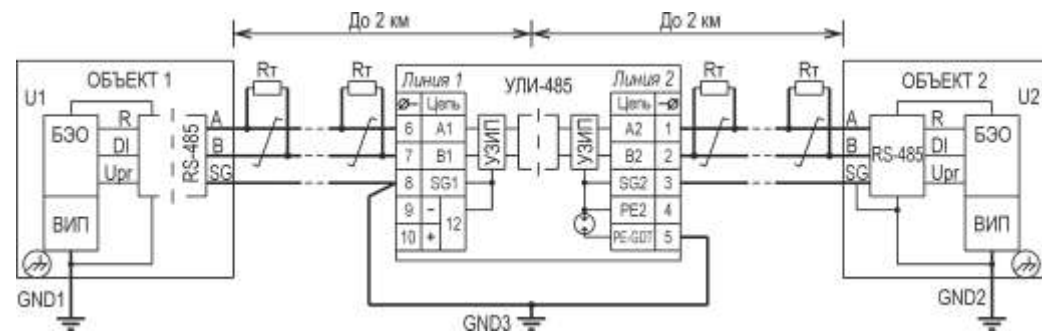 До 2 км До 2 км
ОБЪЕКТ 1 Rт Rт Линия 1 УЛИ-485 Линия 2 Rт Rт ОБЪЕКТ 2
U1 U2
Ø– Цепь Цепь –Ø
БЭО R A 6 A1 УЗИП УЗИП A2 1 A R БЭО
DI RS-485 B 7 B1 B2 2 B RS-485 DI
Upr SG 8 SG1 SG2 3 SG Upr
ВИП 9 – 12 PE2 4 ВИП
10 + PE-GDT 5
GND1 GND3 GND2